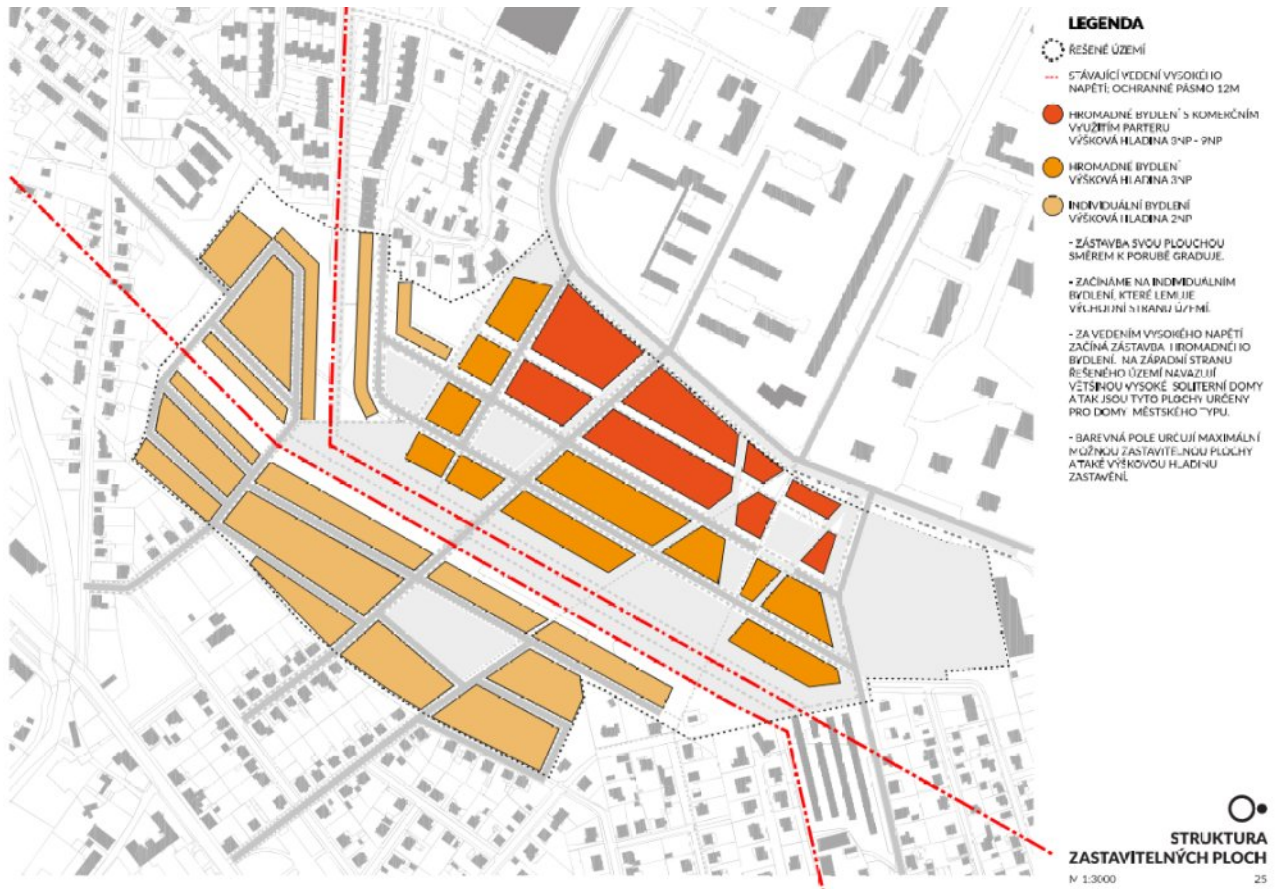 LEGENDA
ŘEŠENÉ ÚZEMÍ
STÁVAJÍCÍ VEDENÍ VYSOKÉHO
NAPĚTÍ; OCHRANNÉ PÁSMO 12M
HROMADNÉ BYDLENÍ S KOMERČNÍM
VYUŽITÍM PARTERU
VÝŠKOVÁ HLADINA 3NP - 9NP
HROMADNÉ BYDLENÍ
VÝŠKOVÁ HLADINA 3NP
INDIVIDUÁLNÍ BYDLENÍ
VÝŠKOVÁ HLADINA 2NP
- ZÁSTAVBA SVOU PLOUCHOU
SMĚREM K PORUBĚ GRADUJE.
- ZAČÍNÁME NA INDIVIDUÁLNÍM
BYDLENÍ, KTERÉ LEMUJE
VÝCHODNÍ STRANU ÚZEMÍ.
- ZA VEDENÍM VYSOKÉHO NAPĚTÍ
ZAČÍNÁ ZÁSTAVBA HROMADNÉHO
BYDLENÍ. NA ZÁPADNÍ STRANU
ŘEŠENÉHO ÚZEMÍ NAVAZUJÍ
VĚTŠINOU VYSOKÉ SOLITERNÍ DOMY
A TAK JSOU TYTO PLOCHY URČENY
PRO DOMY MĚSTSKÉHO TYPU.
- BAREVNÁ POLE URČUJÍ MAXIMÁLNÍ
MOŽNOU ZASTAVITELNOU PLOCHY
A TAKÉ VÝŠKOVOU HLADINU
ZASTAVĚNÍ.
STRUKTURA
ZASTAVITELNÝCH PLOCH
M 1:3000 25